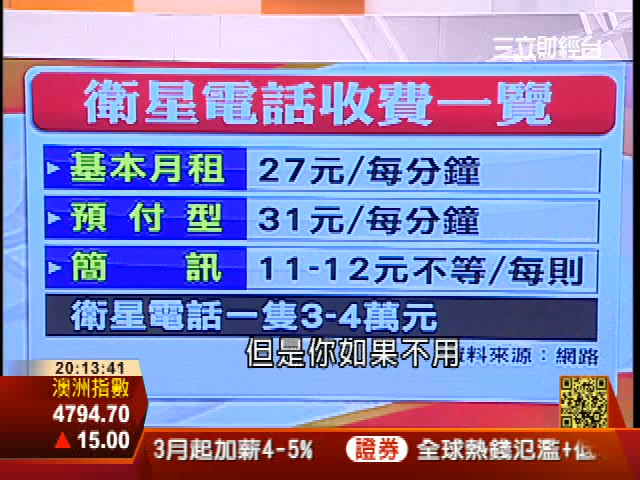 三立財經台
衛星電話收費一覽
基本月租 27元/每分鐘
預付型 31元/每分鐘
簡訊 11-12元不等/每則
衛星電話一隻3-4萬元
資料來源：網路
但是你如果不用
20:13:41
澳洲指數
4794.70
▲15.00
3月起加薪4-5% 證券 全球熱錢氾濫+低